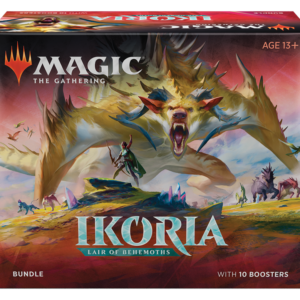 AGE 13+
MAGIC
THE GATHERING
IKORIA
LAIR OF BEHEMOTHS
BUNDLE
WITH 10 BOOSTERS